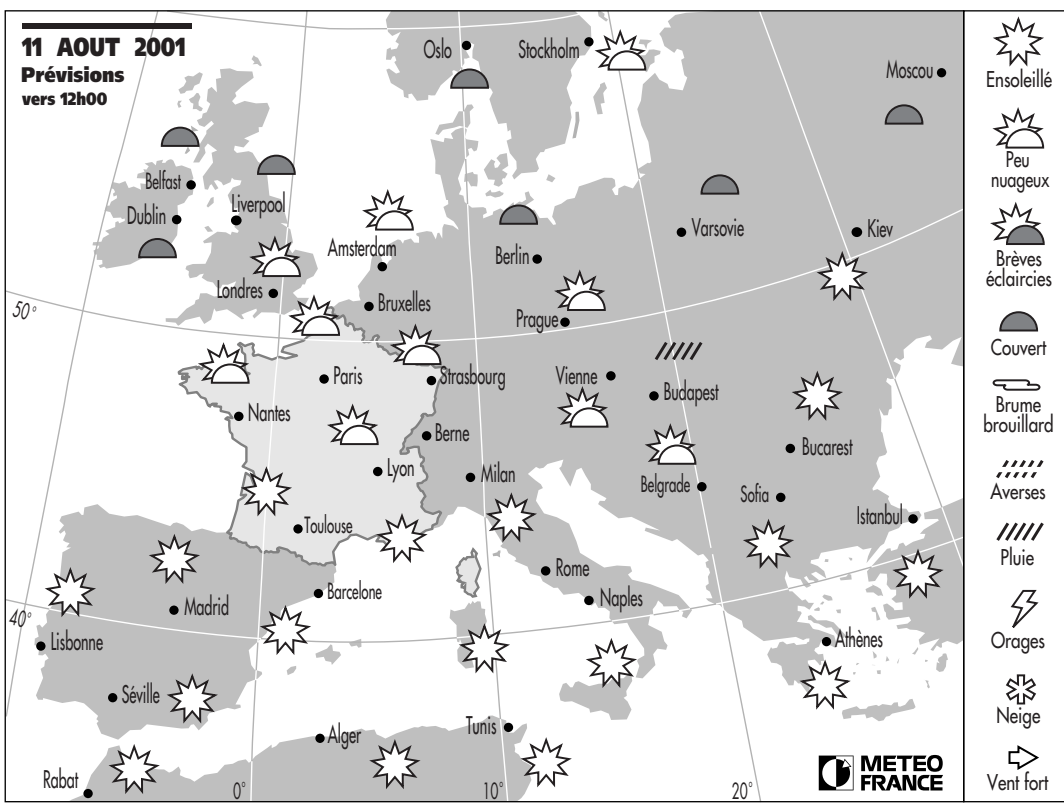 11 AOUT 2001
Prévisions
vers 12h00
Oslo
Stockholm
Moscou
Belfast
Dublin
Liverpool
Amsterdam
Berlin
Varsovie
Kiev
Londres
Bruxelles
Prague
50°
Paris
Strasbourg
Vienne
Budapest
Nantes
Berne
Bucarest
Lyon
Milan
Belgrade
Sofia
Istanbul
Toulouse
Rome
Barcelone
Naples
Madrid
40°
Lisbonne
Athènes
Séville
Alger
Tunis
Rabat
0°
10°
20°
METEO
FRANCE
Ensoleillé
Peu
nuageux
Brèves
éclaircies
Couvert
Brume
brouillard
Averses
Pluie
Orages
Neige
Vent fort